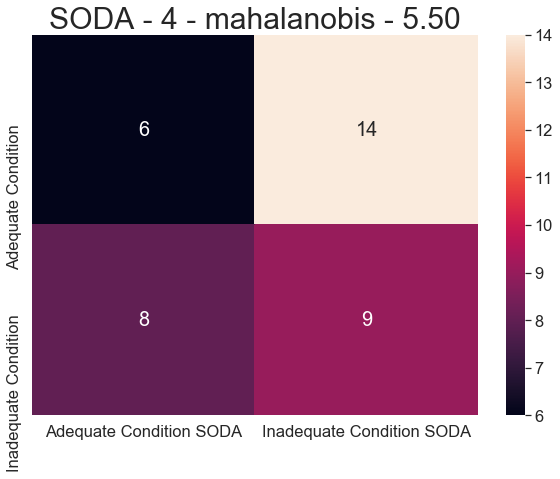 SODA - 4 - mahalanobis - 5.50
Adequate Condition
Inadequate Condition
6
14
8
9
Adequate Condition SODA
Inadequate Condition SODA
14
13
12
11
10
9
8
7
6